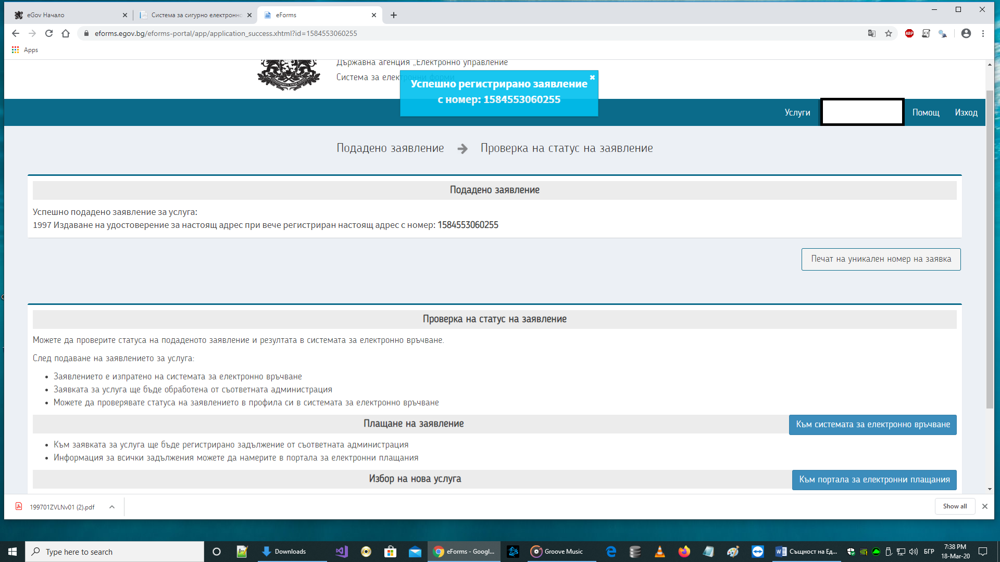 eGov Начало
Система за сигурно електронно
eForms
eforms.egov.bg/eforms-portal/app/application_success.xhtml?id=1584553060255
ABP
Apps
Държавна агенция „Електронно управление
Система за електронни форми
Успешно регистрирано заявление
с номер: 1584553060255
Услуги
Помощ
Изход
Подадено заявление
Проверка на статус на заявление
Подадено заявление
Успешно подадено заявление за услуга:
1997 Издаване на удостоверение за настоящ адрес при вече регистриран настоящ адрес с номер: 1584553060255
Печат на уникален номер на заявка
Проверка на статус на заявление
Можете да проверите статуса на подаденото заявление и резултата в системата за електронно връчване.
След подаване на заявлението за услуга:
• Заявлението е изпратено на системата за електронно връчване
• Заявката за услуга ще бъде обработена от съответната администрация
• Можете да проверявате статуса на заявлението в профила си в системата за електронно връчване
Плащане на заявление
Към системата за електронно връчване
• Към заявката за услуга ще бъде регистрирано задължение от съответната администрация
• Информация за всички задължения можете да намерите в портала за електронни плащания
Избор на нова услуга
Към портала за електронни плащания
199701ZVLNv01 (2).pdf
Show all
Type here to search
Downloads
eForms - Googl...
Groove Music
Същност на Ед...
БГР
7:38 PM
18-Mar-20